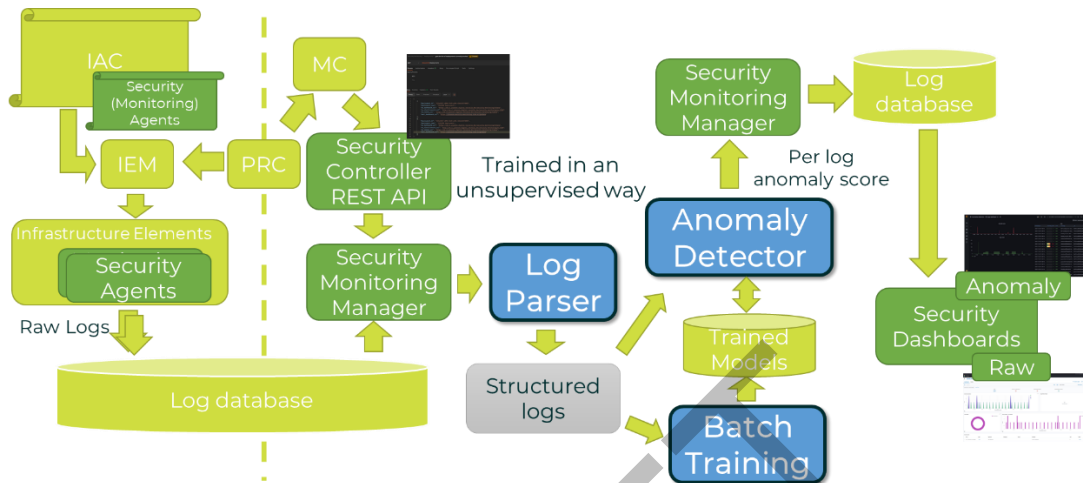 IAC
Security
(Monitoring)
Agents
IEM
PRC
MC
Infrastructure Elements
Security
Agents
Raw Logs
Log database
Security
Controller
REST API
Security
Monitoring
Manager
Trained in an
unsupervised way
Log
Parser
Structured
logs
Anomaly
Detector
Trained
Models
Batch
Training
Per log
anomaly score
Security
Monitoring
Manager
Log
database
Anomaly
Security
Dashboards
Raw